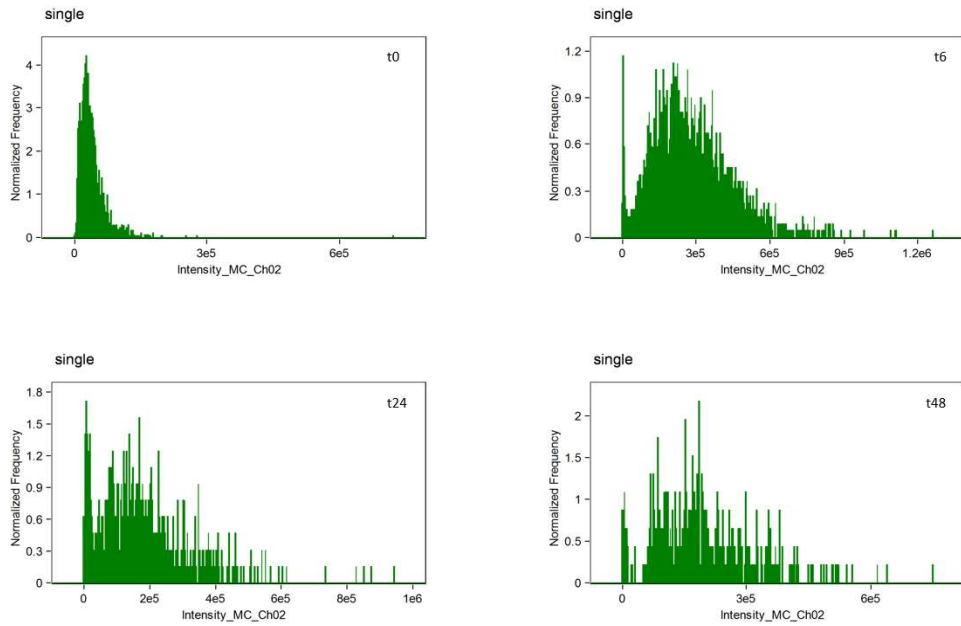 single
t0
4
3
2
1
0
Normalized Frequency
0 3e5 6e5
Intensity_MC_Ch02
single
t6
1.2
0.9
0.6
0.3
0
Normalized Frequency
0 3e5 6e5 9e5 1.2e6
Intensity_MC_Ch02
single
t24
1.8
1.5
1.2
0.9
0.6
0.3
0
Normalized Frequency
0 2e5 4e5 6e5 8e5 1e6
Intensity_MC_Ch02
single
t48
2
1.5
1
0.5
0
Normalized Frequency
0 3e5 6e5
Intensity_MC_Ch02